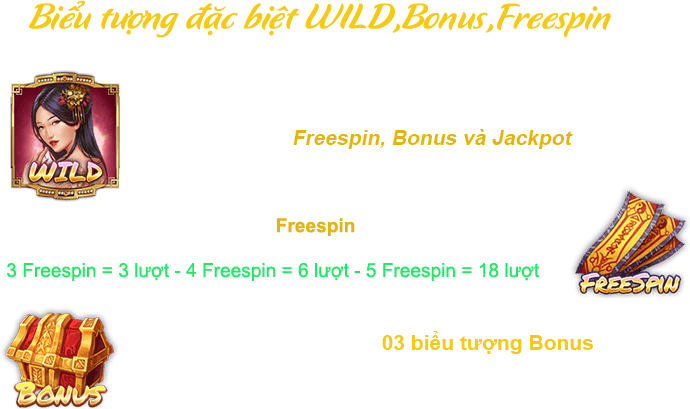 Biểu tượng đặc biệt WILD,Bonus,Freespin
WILD
Freespin, Bonus và Jackpot
Freespin
3 Freespin = 3 lượt - 4 Freespin = 6 lượt - 5 Freespin = 18 lượt
FREESPIN
03 biểu tượng Bonus
BONUS